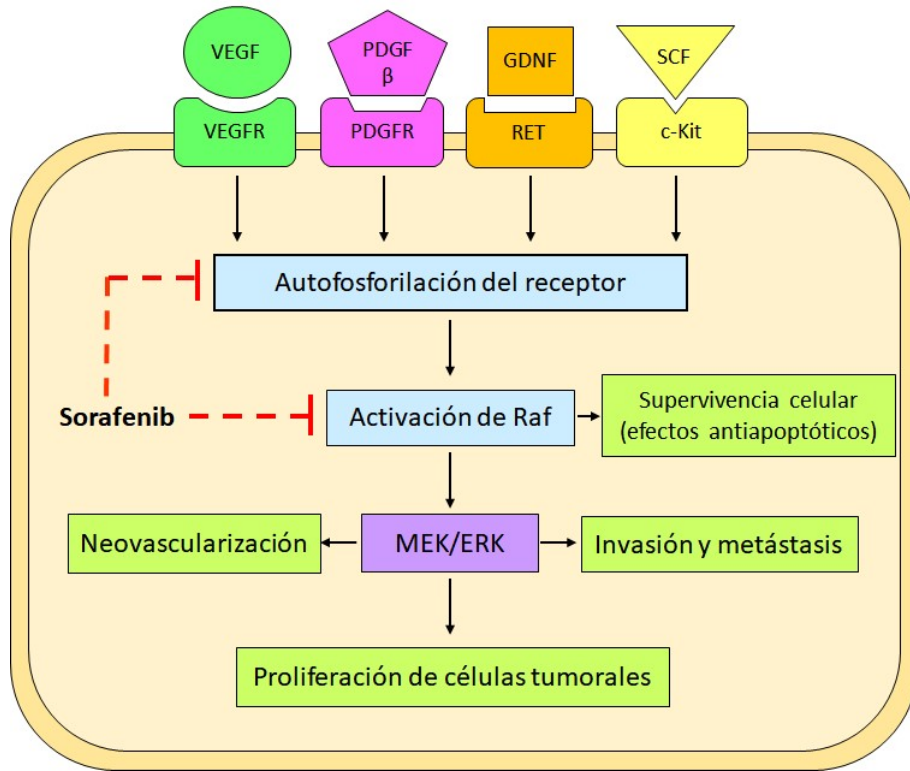 VEGF
PDGF
β
GDNF
SCF
VEGFR
PDGFR
RET
c-Kit
Autofosforilación del receptor
Sorafenib
Activación de Raf
Supervivencia celular
(efectos antiapoptóticos)
Neovascularización
MEK/ERK
Invasión y metástasis
Proliferación de células tumorales